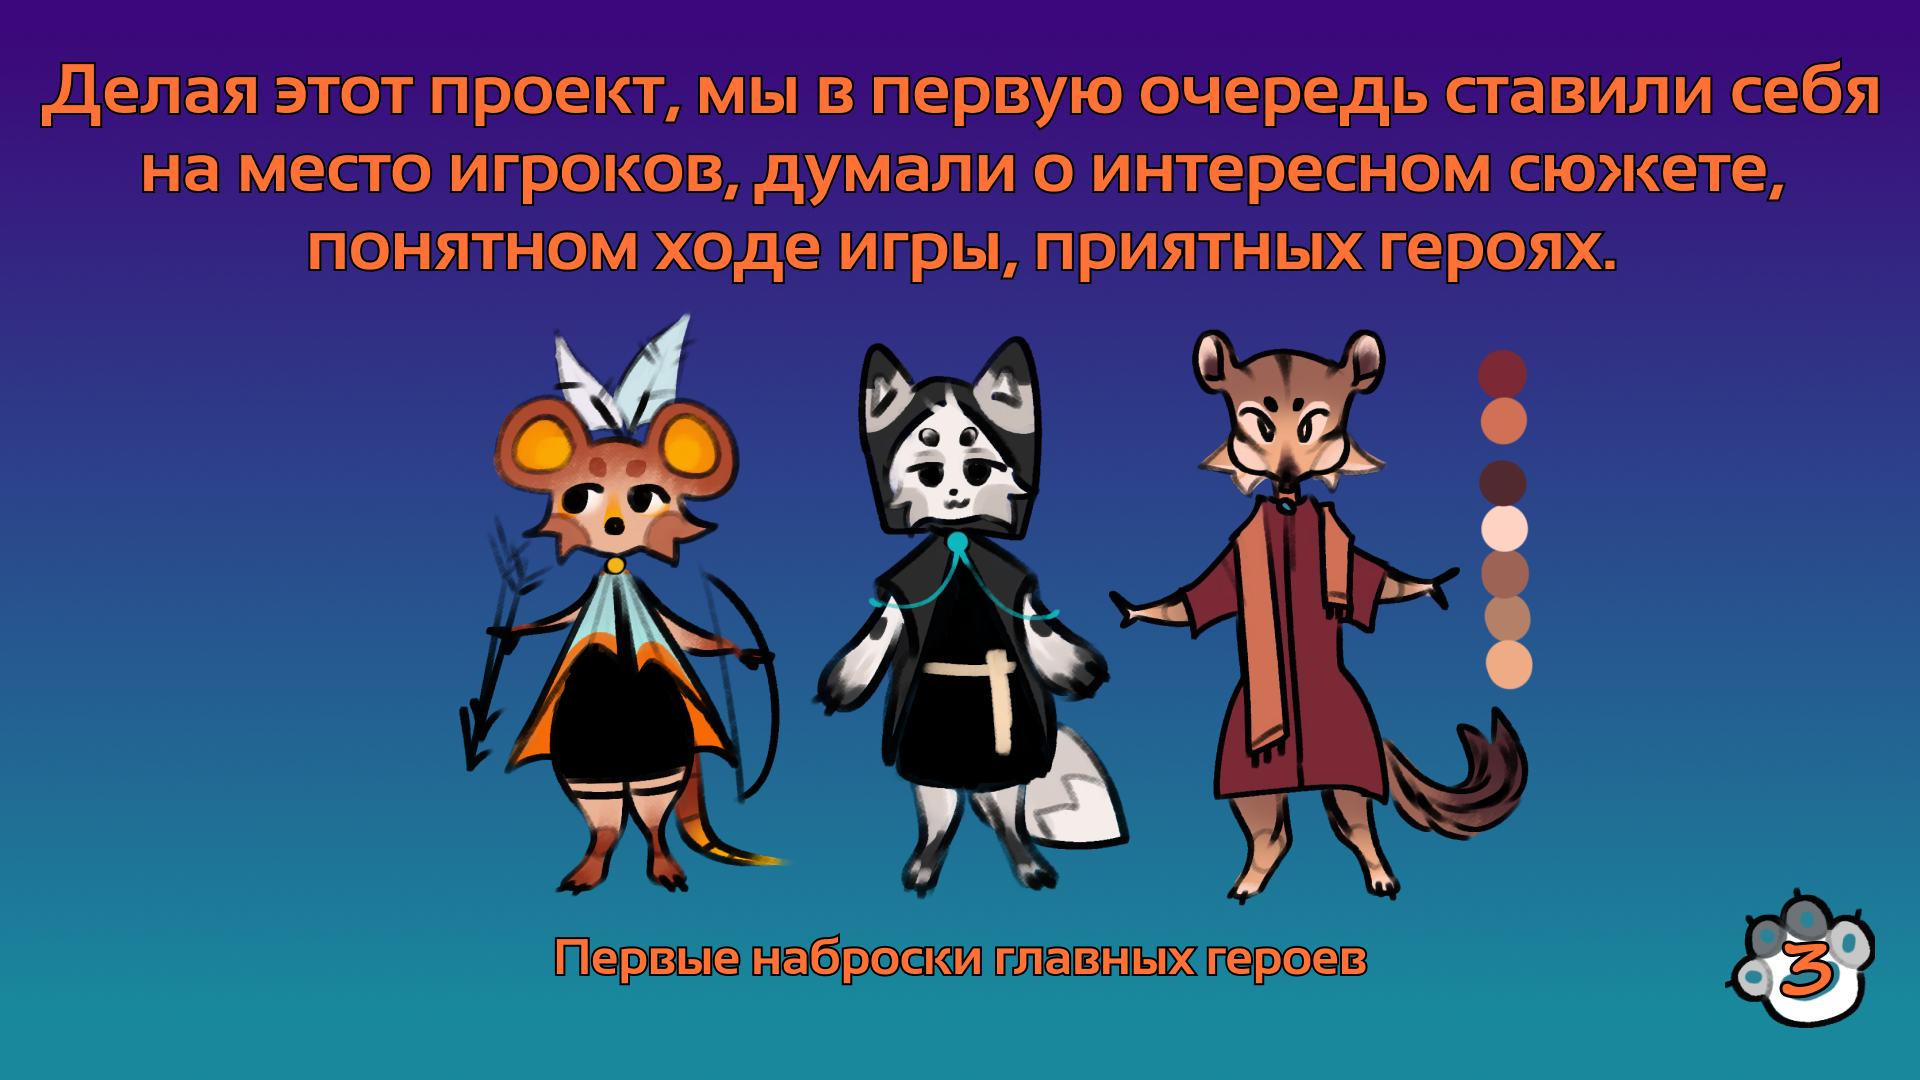 Делая этот проект, мы в первую очередь ставили себя
на место игроков, думали о интересном сюжете,
понятном ходе игры, приятных героях.
Первые наброски главных героев
3